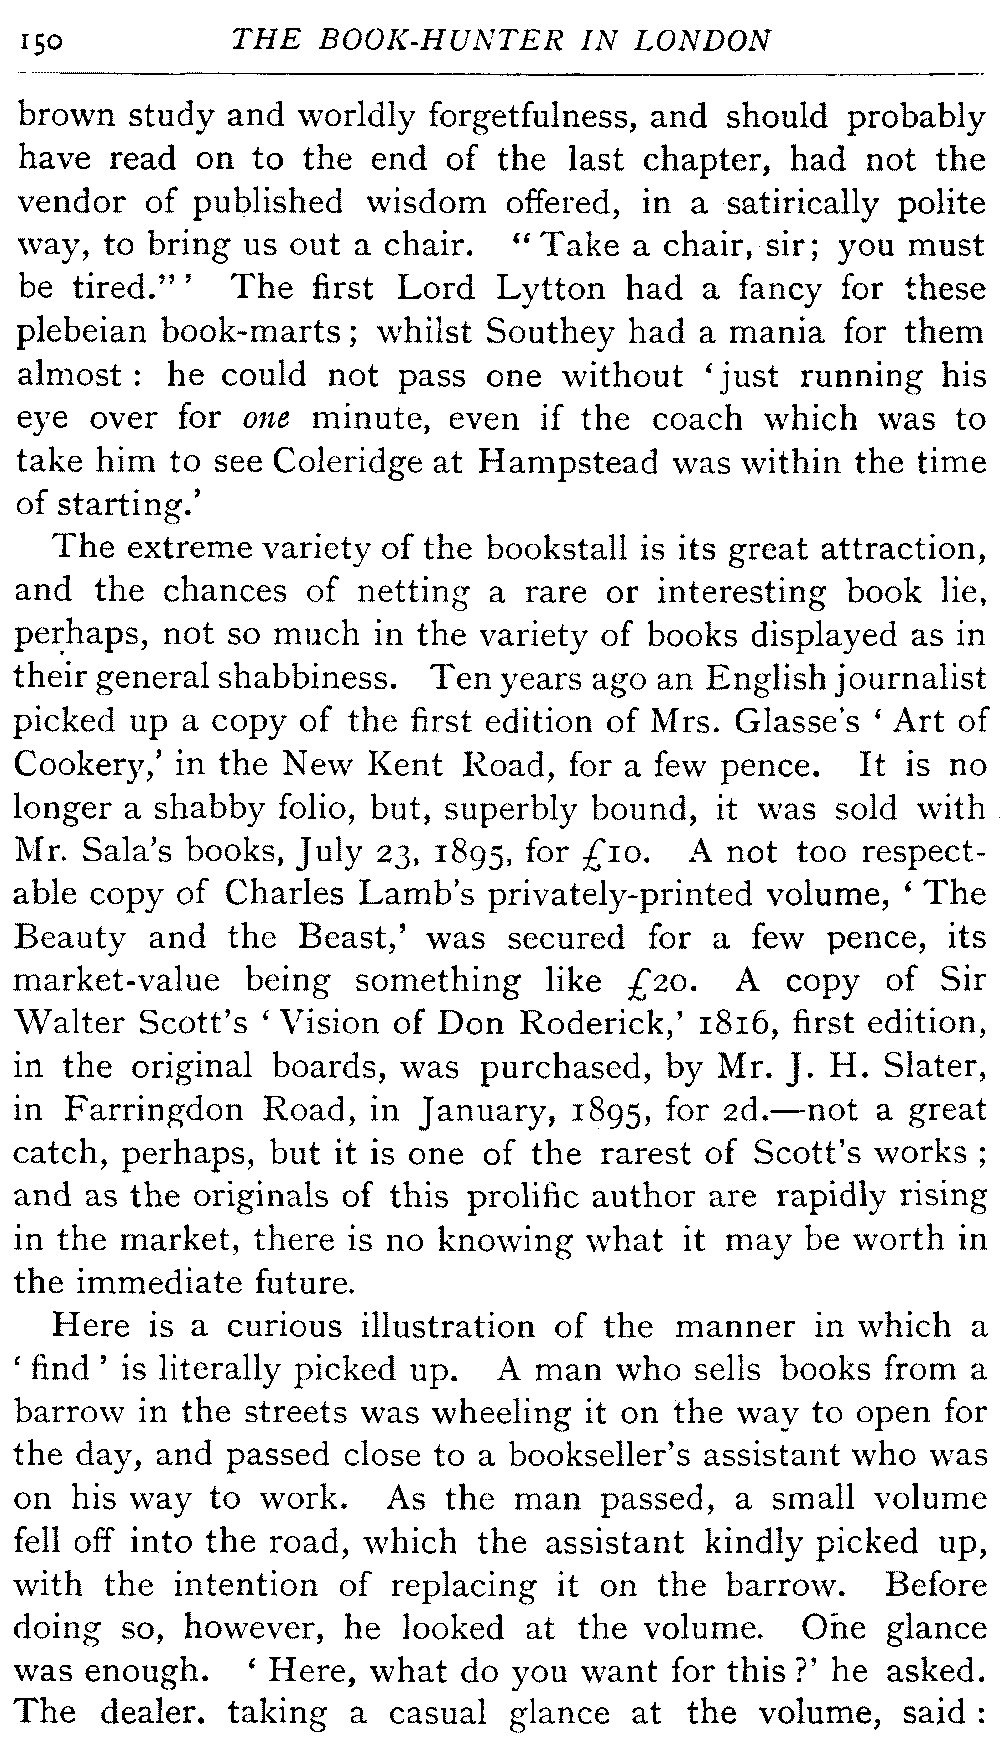 150 THE BOOK-HUNTER IN LONDON
brown study and worldly forgetfulness, and should probably
have read on to the end of the last chapter, had not the
vendor of published wisdom offered, in a satirically polite
way, to bring us out a chair. “ Take a chair, sir; you must
be tired.” ’ The first Lord Lytton had a fancy for these
plebeian book-marts ; whilst Southey had a mania for them
almost : he could not pass one without ‘ just running his
eye over for one minute, even if the coach which was to
take him to see Coleridge at Hampstead was within the time
of starting.’
The extreme variety of the bookstall is its great attraction,
and the chances of netting a rare or interesting book lie,
perhaps, not so much in the variety of books displayed as in
their general shabbiness. Ten years ago an English journalist
picked up a copy of the first edition of Mrs. Glasse’s ‘ Art of
Cookery,’ in the New Kent Road, for a few pence. It is no
longer a shabby folio, but, superbly bound, it was sold with
Mr. Sala’s books, July 23, 1895, for £10. A not too respect-
able copy of Charles Lamb’s privately-printed volume, ‘ The
Beauty and the Beast,’ was secured for a few pence, its
market-value being something like £20. A copy of Sir
Walter Scott’s ‘ Vision of Don Roderick,’ 1816, first edition,
in the original boards, was purchased, by Mr. J. H. Slater,
in Farringdon Road, in January, 1895, for 2d.—not a great
catch, perhaps, but it is one of the rarest of Scott’s works ;
and as the originals of this prolific author are rapidly rising
in the market, there is no knowing what it may be worth in
the immediate future.
Here is a curious illustration of the manner in which a
‘ find ’ is literally picked up. A man who sells books from a
barrow in the streets was wheeling it on the way to open for
the day, and passed close to a bookseller’s assistant who was
on his way to work. As the man passed, a small volume
fell off into the road, which the assistant kindly picked up,
with the intention of replacing it on the barrow. Before
doing so, however, he looked at the volume. One glance
was enough. ‘ Here, what do you want for this ?’ he asked.
The dealer. taking a casual glance at the volume, said :